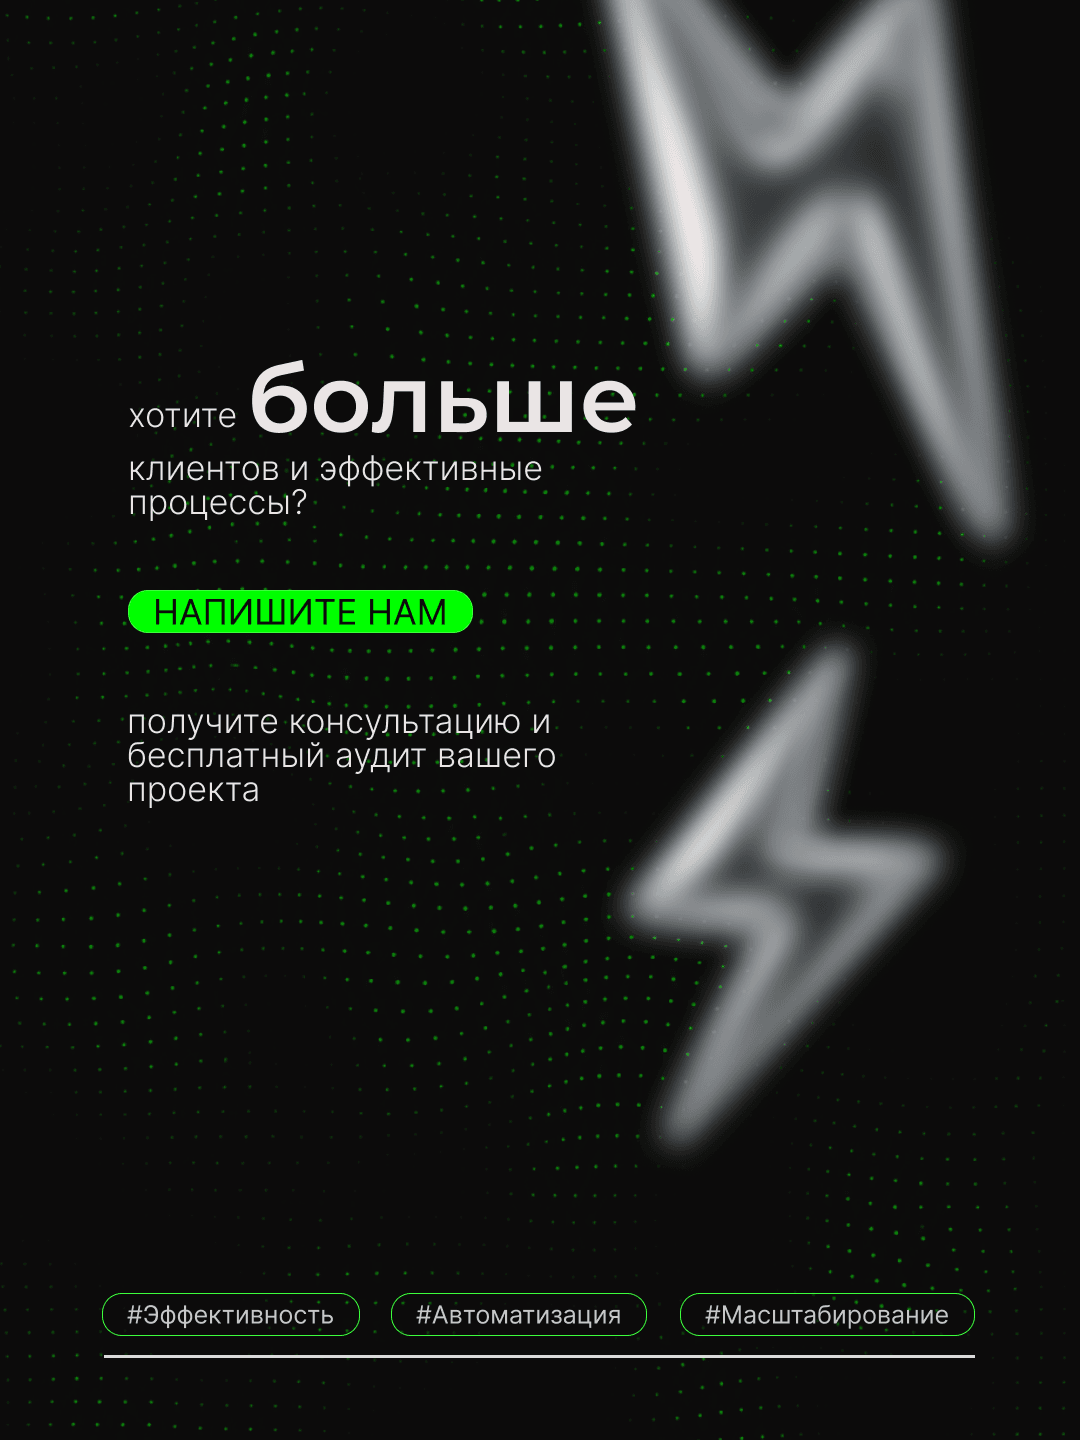 хотите больше
клиентов и эффективные
процессы?
НАПИШИТЕ НАМ
получите консультацию и
бесплатный аудит вашего
проекта
#Эффективность #Автоматизация #Масштабирование